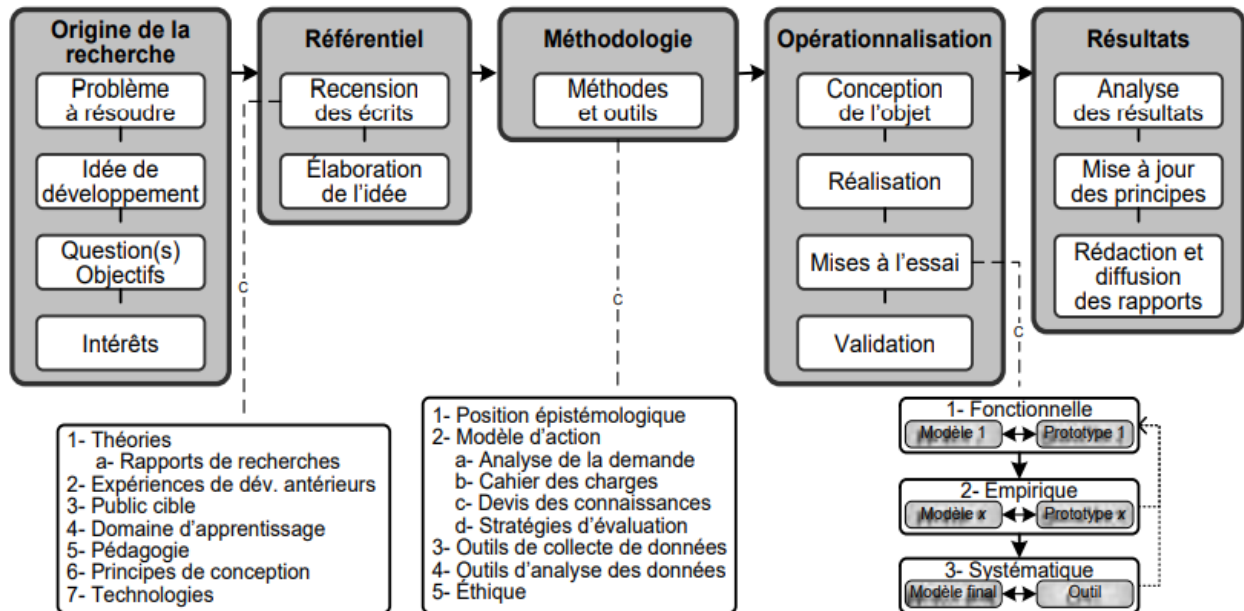 Origine de la
recherche
Problème
à résoudre
Idée de
développement
Question(s)
Objectifs
Intérêts
Référentiel
Recension
des écrits
Élaboration
de l'idée
Méthodologie
Méthodes
et outils
Opérationnalisation
Conception
de l'objet
Réalisation
Mises à l'essai
Validation
Résultats
Analyse
des résultats
Mise à jour
des principes
Rédaction et
diffusion
des rapports
C
C
C
1- Théories
a- Rapports de recherches
2- Expériences de dév. antérieurs
3- Public cible
4- Domaine d'apprentissage
5- Pédagogie
6- Principes de conception
7- Technologies
1- Position épistémologique
2- Modèle d'action
a- Analyse de la demande
b- Cahier des charges
c- Devis des connaissances
d- Stratégies d'évaluation
3- Outils de collecte de données
4- Outils d'analyse des données
5- Éthique
1- Fonctionnelle
Modèle 1 Prototype 1
2- Empirique
Modèle x Prototype x
3- Systématique
Modèle final Outil